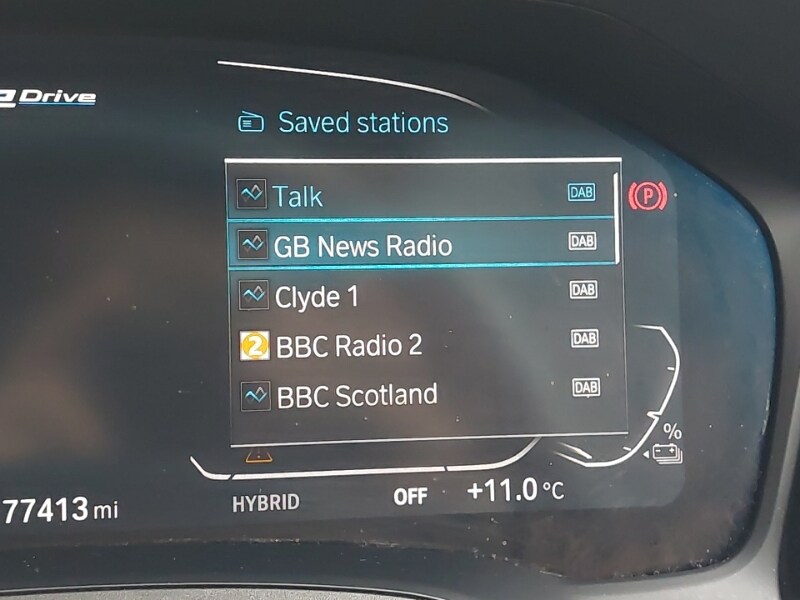 Drive
Saved stations
Talk DAB
P
GB News Radio DAB
Clyde 1 DAB
2 BBC Radio 2 DAB
BBC Scotland DAB
%
77413 mi HYBRID OFF +11.0 °C